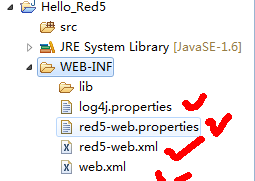 Hello_Red5
src
JRE System Library [JavaSE-1.6]
WEB-INF
lib
log4j.properties
red5-web.properties
red5-web.xml
web.xml